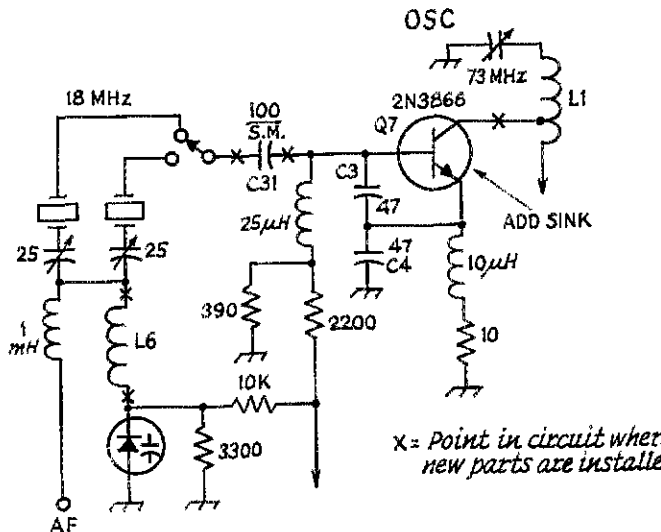 OSC
73 MHz
18 MHz
2N3866
L1
100
S.M.
Q7
C31
C3
47
25 25
25μH
ADD SINK
47
C4
10μH
390
2200
1
mH
L6
10
10K
3300
X = Point in circuit wher
new parts are installe
AF